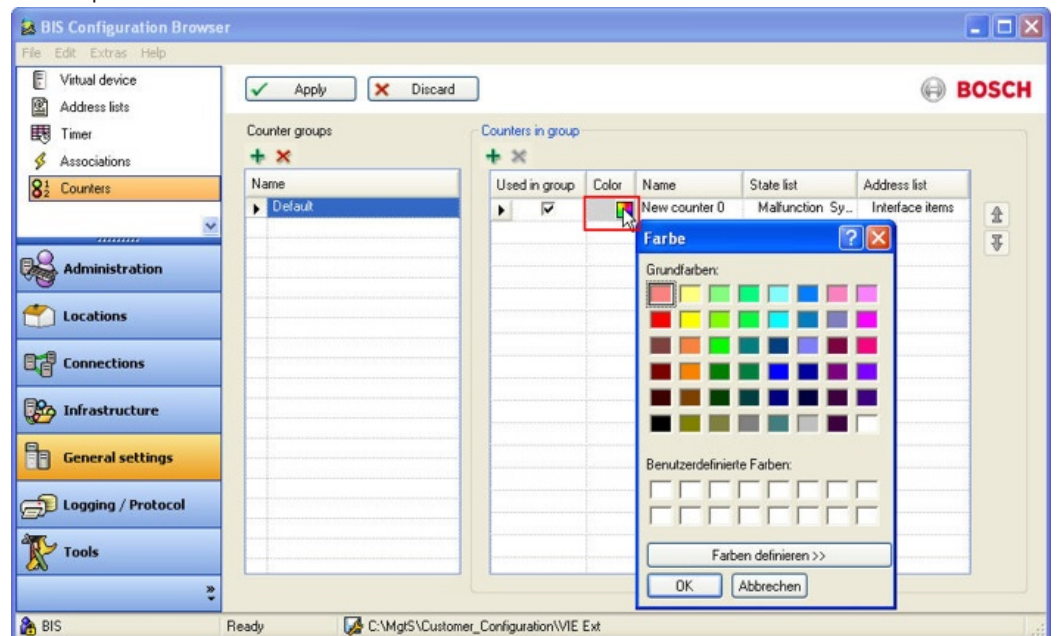 BIS Configuration Browser
File Edit Extras Help
Virtual device
Address lists
Timer
Associations
Counters
Administration
Locations
Connections
Infrastructure
General settings
Logging / Protocol
Tools
Apply
Discard
BOSCH
Counter groups
Name
Default
Counters in group
Used in group Color Name State list Address list
New counter 0 Malfunction Sy... Interface items
Farbe
Grundfarben:
Benutzerdefinierte Farben:
Farben definieren >>
OK Abbrechen
BIS Ready C:\MgtS\Customer_Configuration\VIE Ext